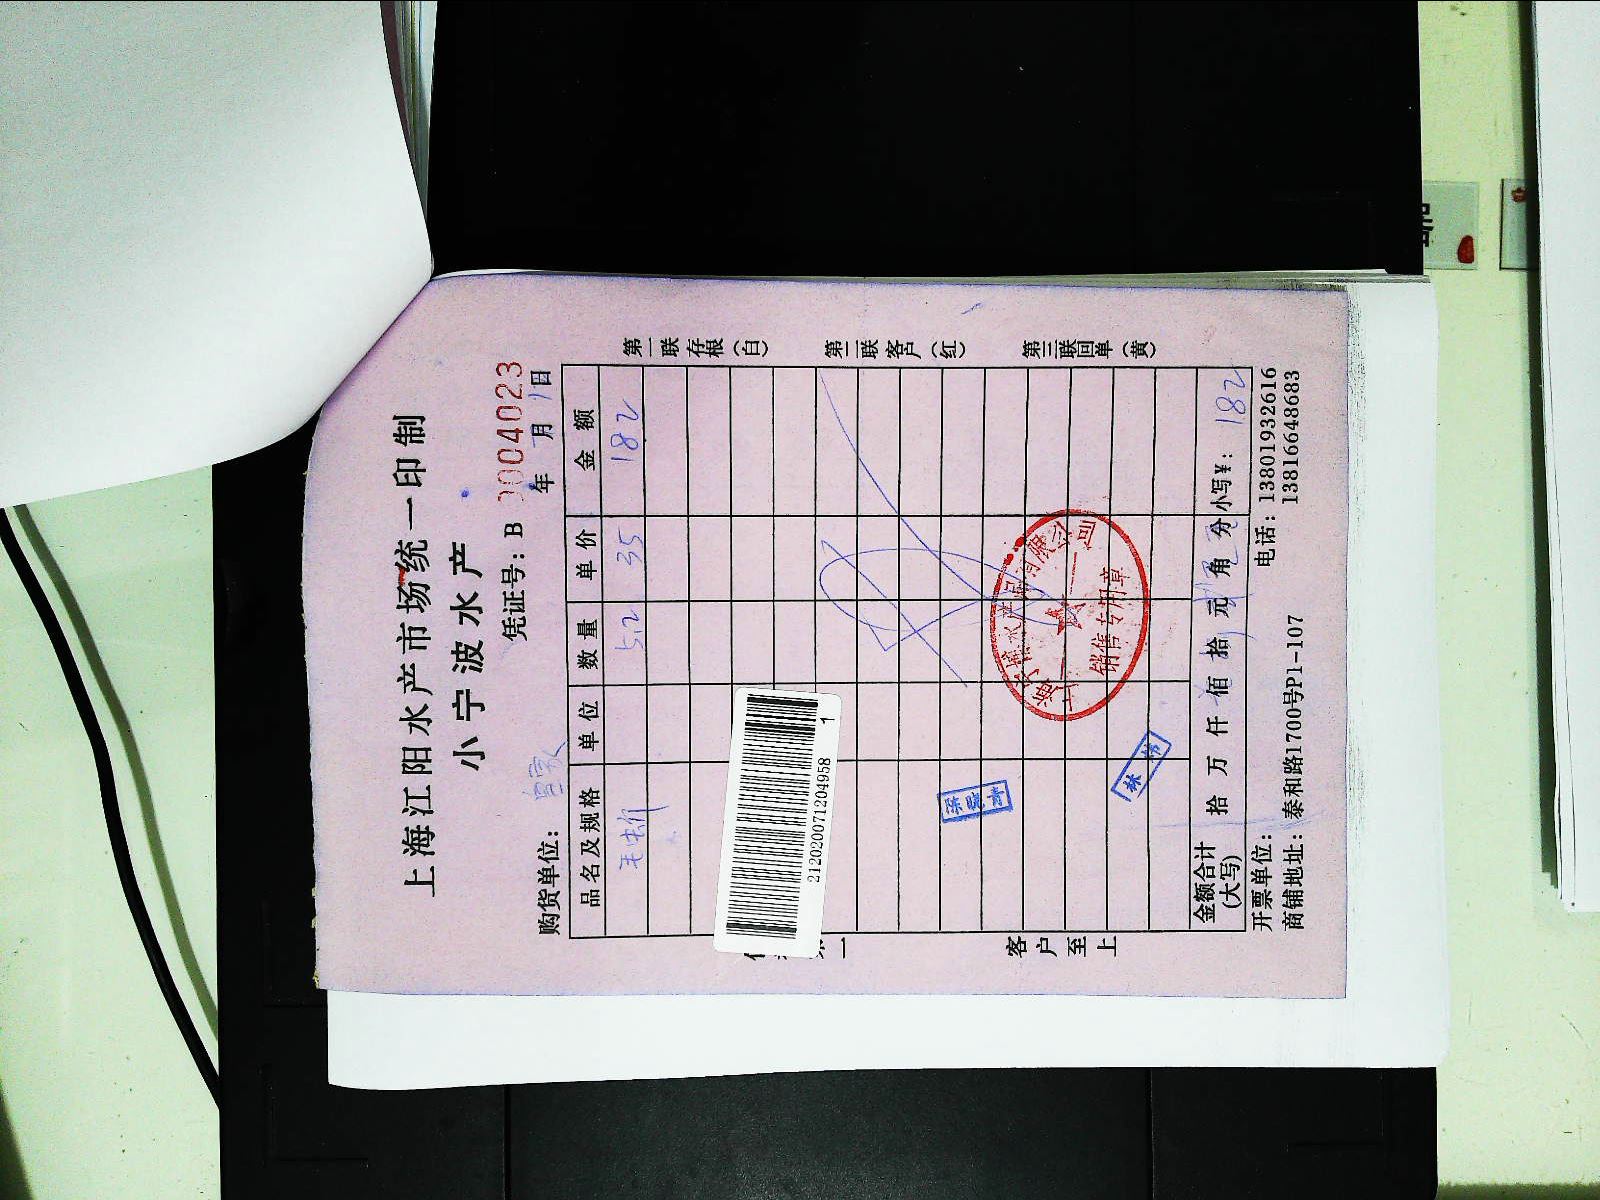 上海江阳水产市场统一印制
小宁波水产
凭证号：B 0004023
购货单位：
年 月 1日
品名及规格 单位 数量 单价 金额
毛蚶 5.2 35 182
212020071204958 1
销售专用章
金额合计（大写） 拾 万 仟 佰 拾 元 角 分 小写¥： 182
开票单位： 电话：13801932616
商铺地址：泰和路1700号P1-107 13816648683
第一联存根（白）
第二联客户（红）
第三联回单（黄）
客户至上